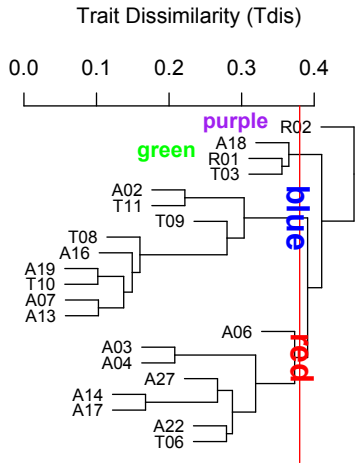 Trait Dissimilarity (Tdis)
0.0 0.1 0.2 0.3 0.4
purple
R02
green
A18
R01
T03
A02
T11
blue
T09
T08
A16
A19
T10
A07
A13
A06
red
A03
A04
A27
A14
A17
A22
T06